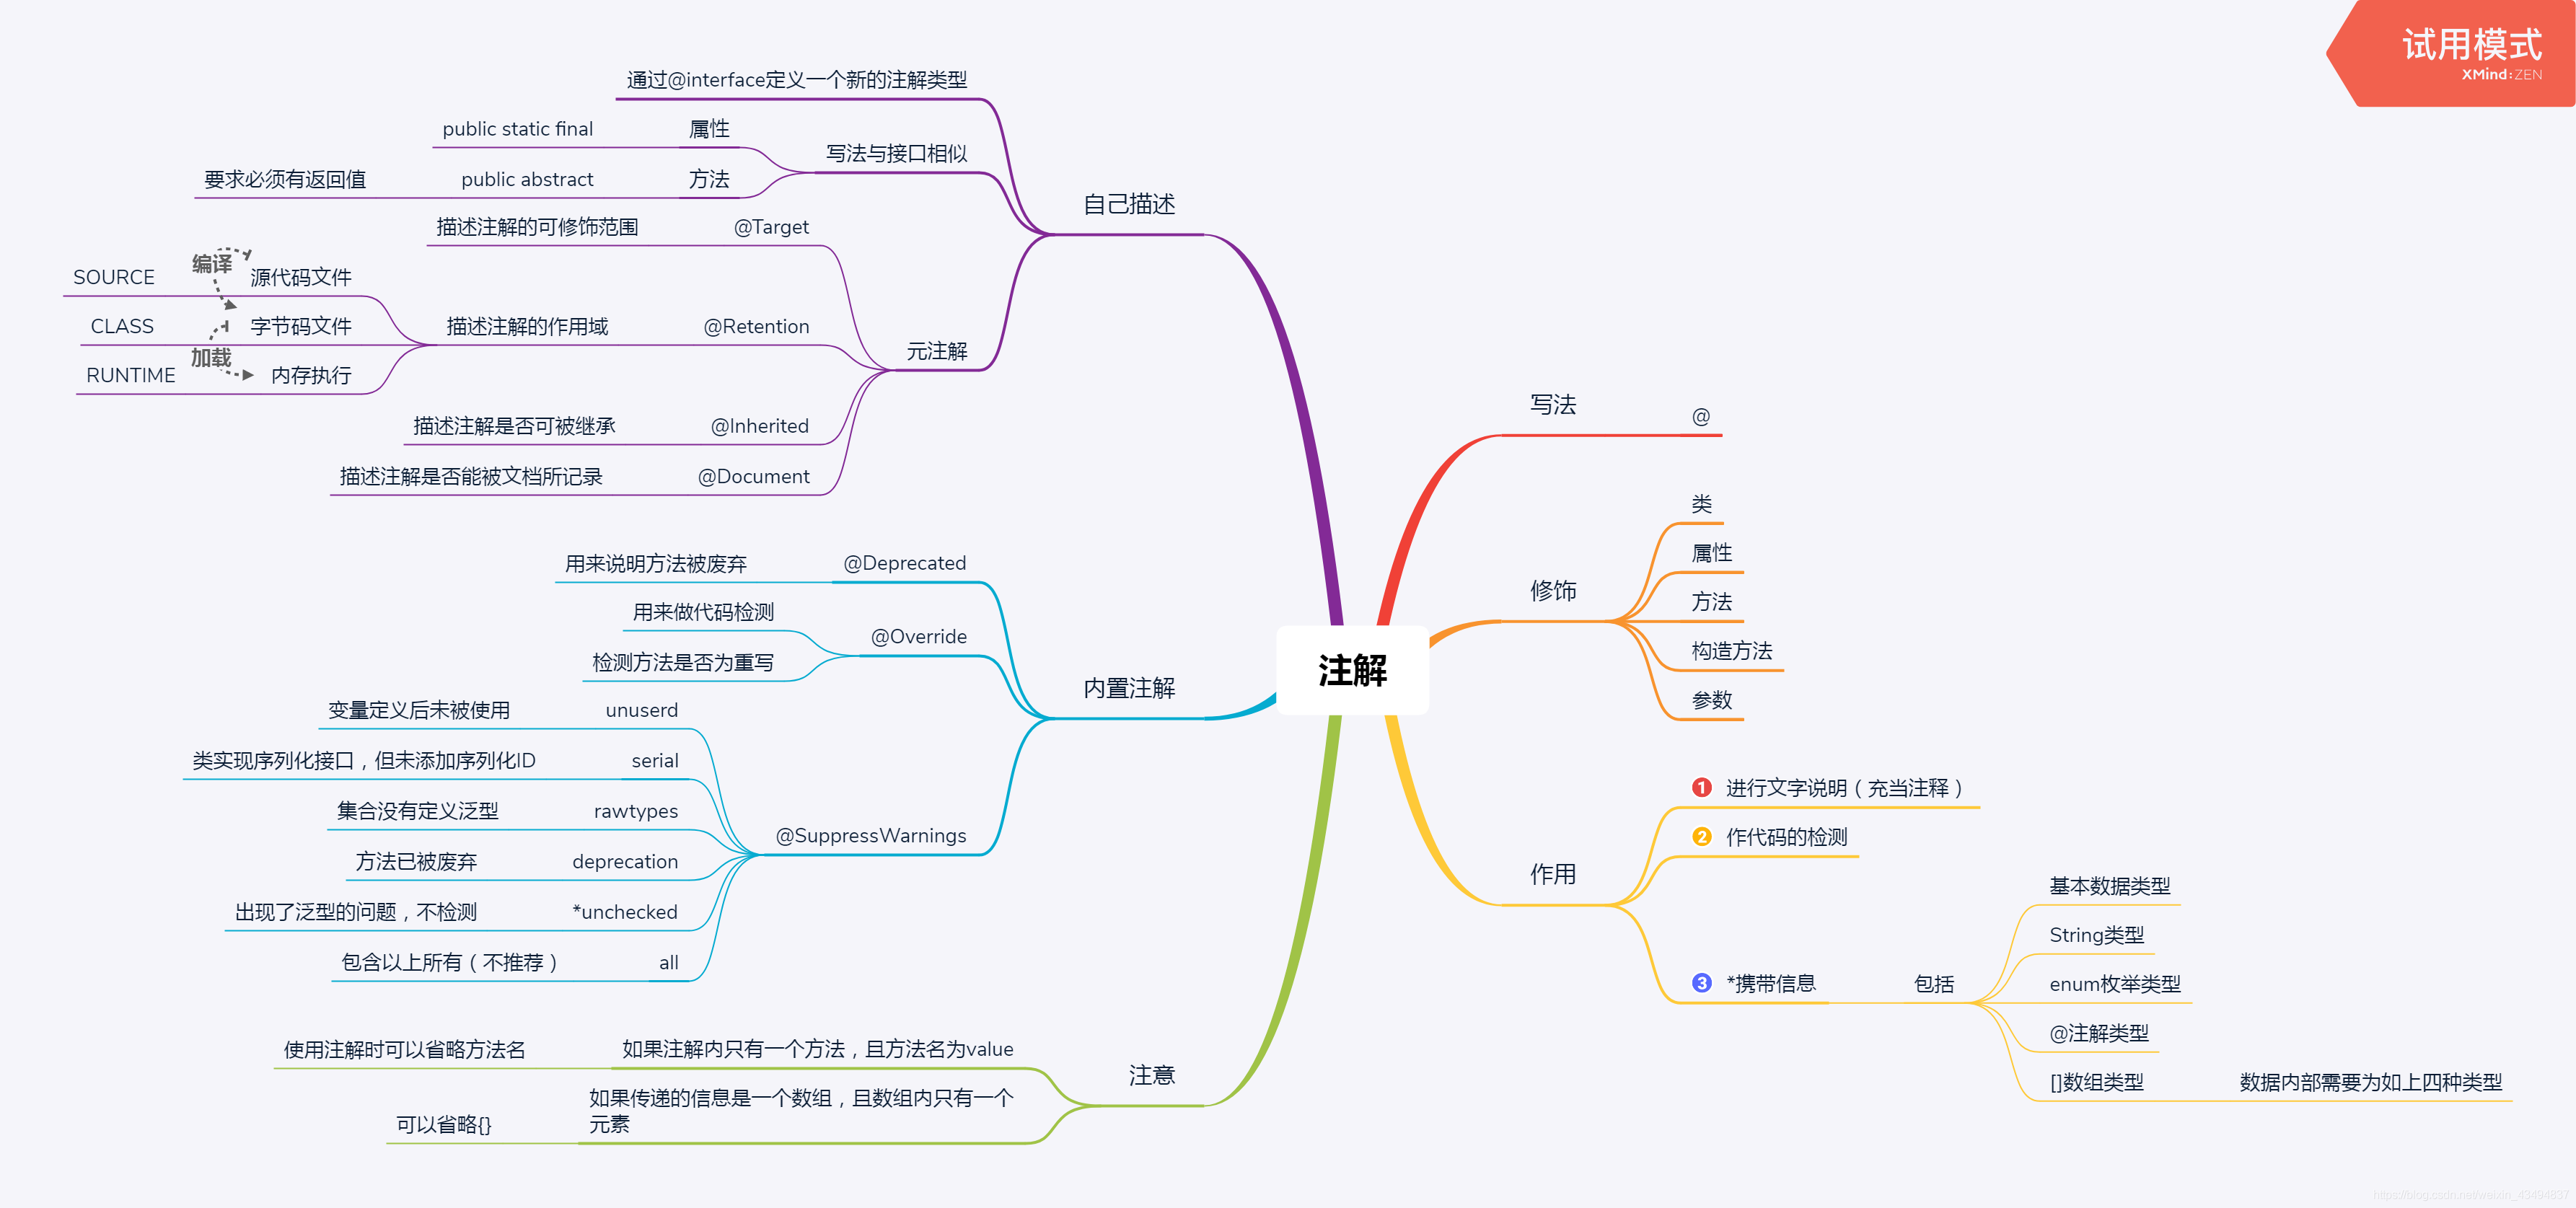 试用模式
XMind:ZEN
注解
写法
@
修饰
类
属性
方法
构造方法
参数
作用
1 进行文字说明（充当注释）
2 作代码的检测
3 *携带信息
包括
基本数据类型
String类型
enum枚举类型
@注解类型
[]数组类型
数据内部需要为如上四种类型
自己描述
通过@interface定义一个新的注解类型
写法与接口相似
属性
public static final
方法
public abstract
要求必须有返回值
元注解
@Target
描述注解的可修饰范围
@Retention
描述注解的作用域
源代码文件
SOURCE
编译
字节码文件
CLASS
加载
内存执行
RUNTIME
@Inherited
描述注解是否可被继承
@Document
描述注解是否能被文档所记录
内置注解
@Deprecated
用来说明方法被废弃
@Override
用来做代码检测
检测方法是否为重写
@SuppressWarnings
unuserd
变量定义后未被使用
serial
类实现序列化接口，但未添加序列化ID
rawtypes
集合没有定义泛型
deprecation
方法已被废弃
*unchecked
出现了泛型的问题，不检测
all
包含以上所有（不推荐）
注意
如果注解内只有一个方法，且方法名为value
使用注解时可以省略方法名
如果传递的信息是一个数组，且数组内只有一个
元素
可以省略{}
https://blog.csdn.net/weixin_43494837